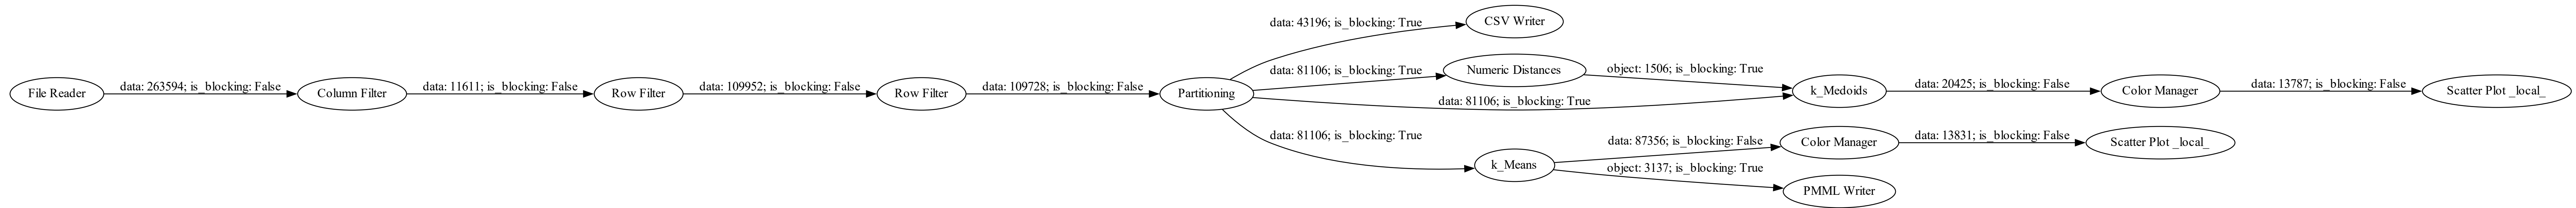 data: 43196; is_blocking: True
CSV Writer
File Reader
data: 263594; is_blocking: False
Column Filter
data: 11611; is_blocking: False
Row Filter
data: 109952; is_blocking: False
Row Filter
data: 109728; is_blocking: False
Partitioning
data: 81106; is_blocking: True
Numeric Distances
object: 1506; is_blocking: True
data: 81106; is_blocking: True
k_Medoids
data: 20425; is_blocking: False
Color Manager
data: 13787; is_blocking: False
Scatter Plot _local_
data: 81106; is_blocking: True
k_Means
data: 87356; is_blocking: False
Color Manager
data: 13831; is_blocking: False
Scatter Plot _local_
object: 3137; is_blocking: True
PMML Writer